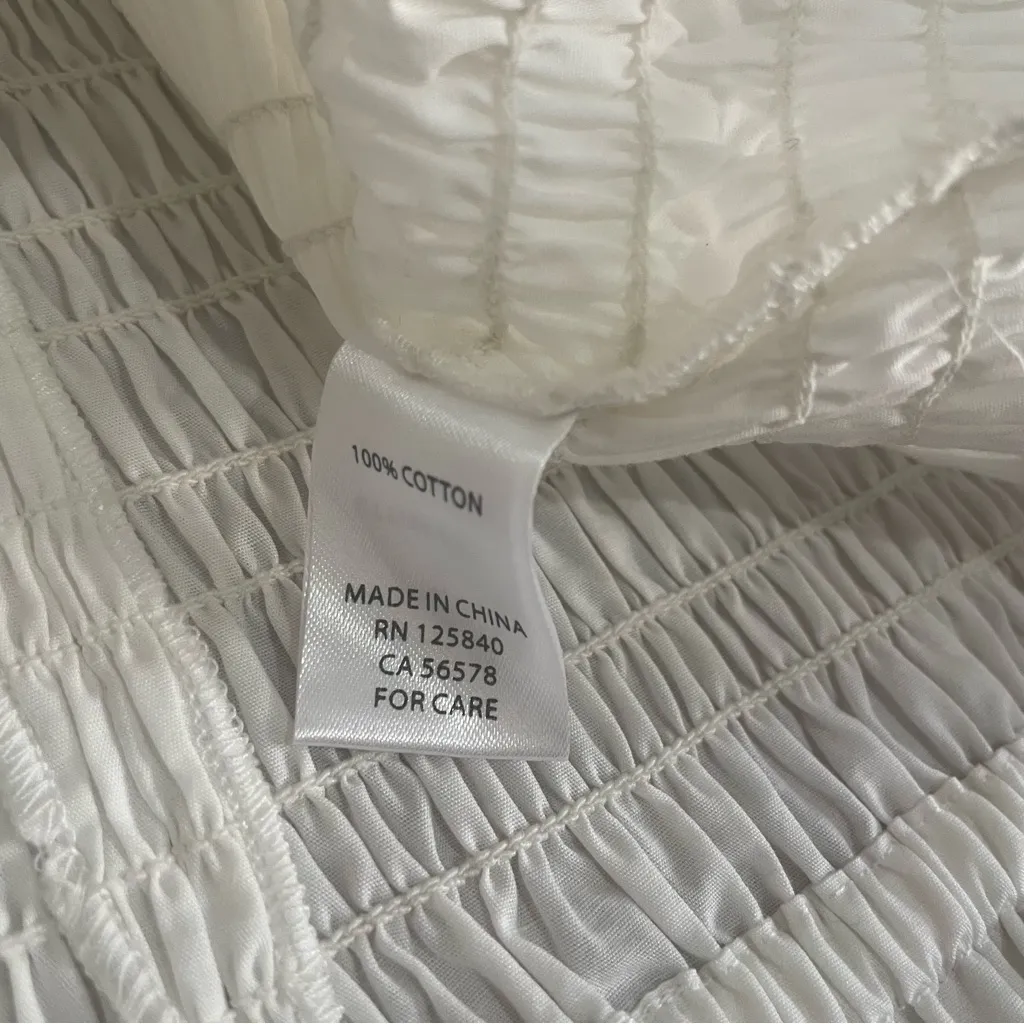 100% COTTON
MADE IN CHINA
RN 125840
CA 56578
FOR CARE